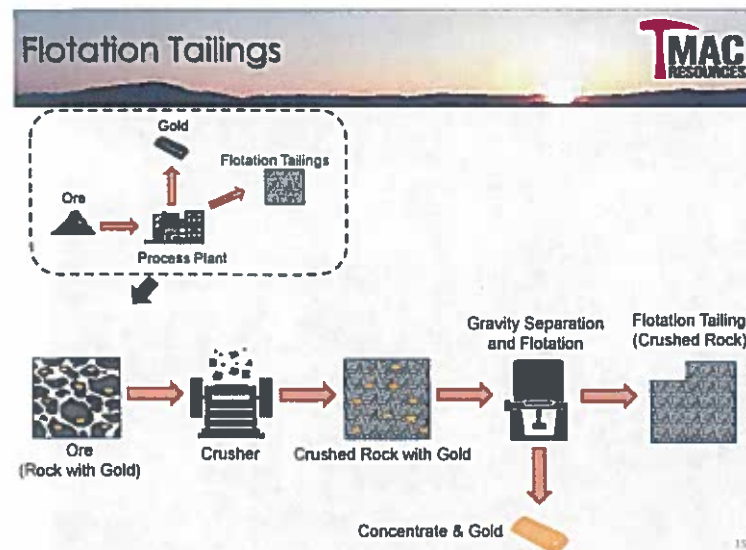 Flotation Tailings
TMAC
RESOURCES
Gold
Flotation Tailings
Ore
Process Plant
Gravity Separation
and Flotation
Flotation Tailing
(Crushed Rock)
Ore
(Rock with Gold)
Crusher
Crushed Rock with Gold
Concentrate & Gold